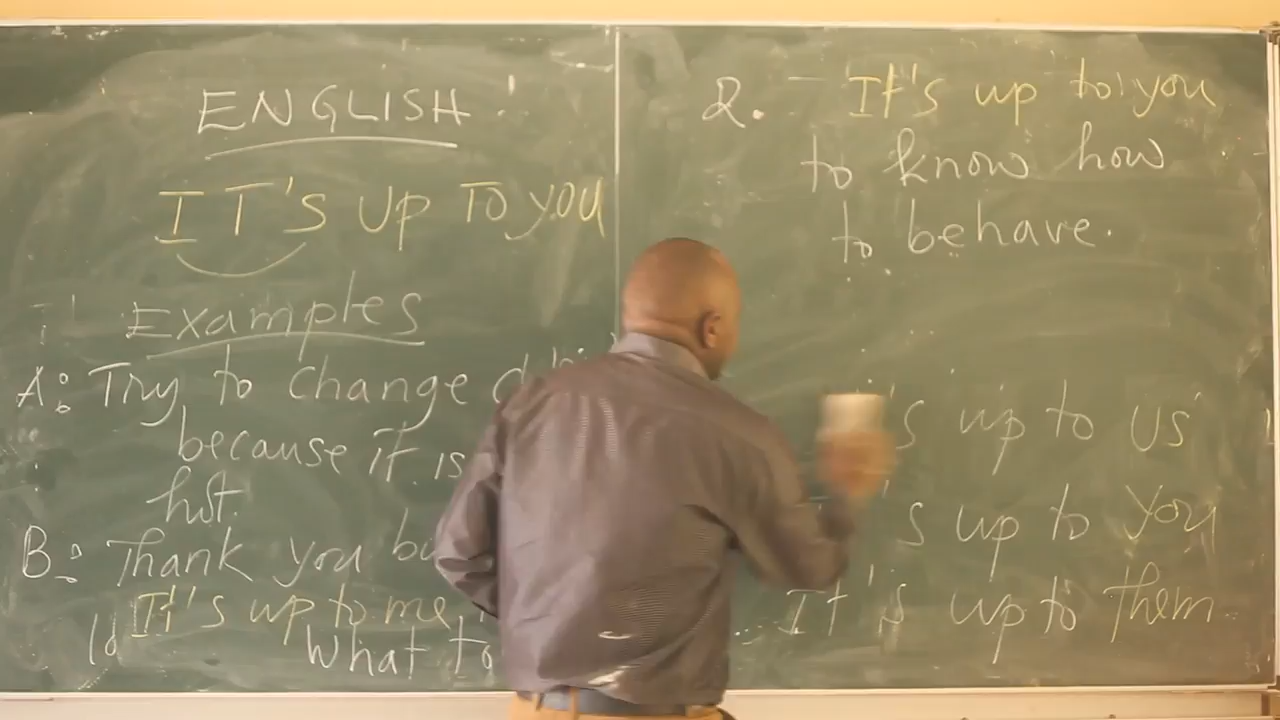 ENGLISH.
IT's UP TO YOU
Examples
A: Try to change
because it is
hot.
B: Thank you
It's up to me
What to
2. - It's up to you
to know how
to behave.
's up to us
's up to you
It's up to them